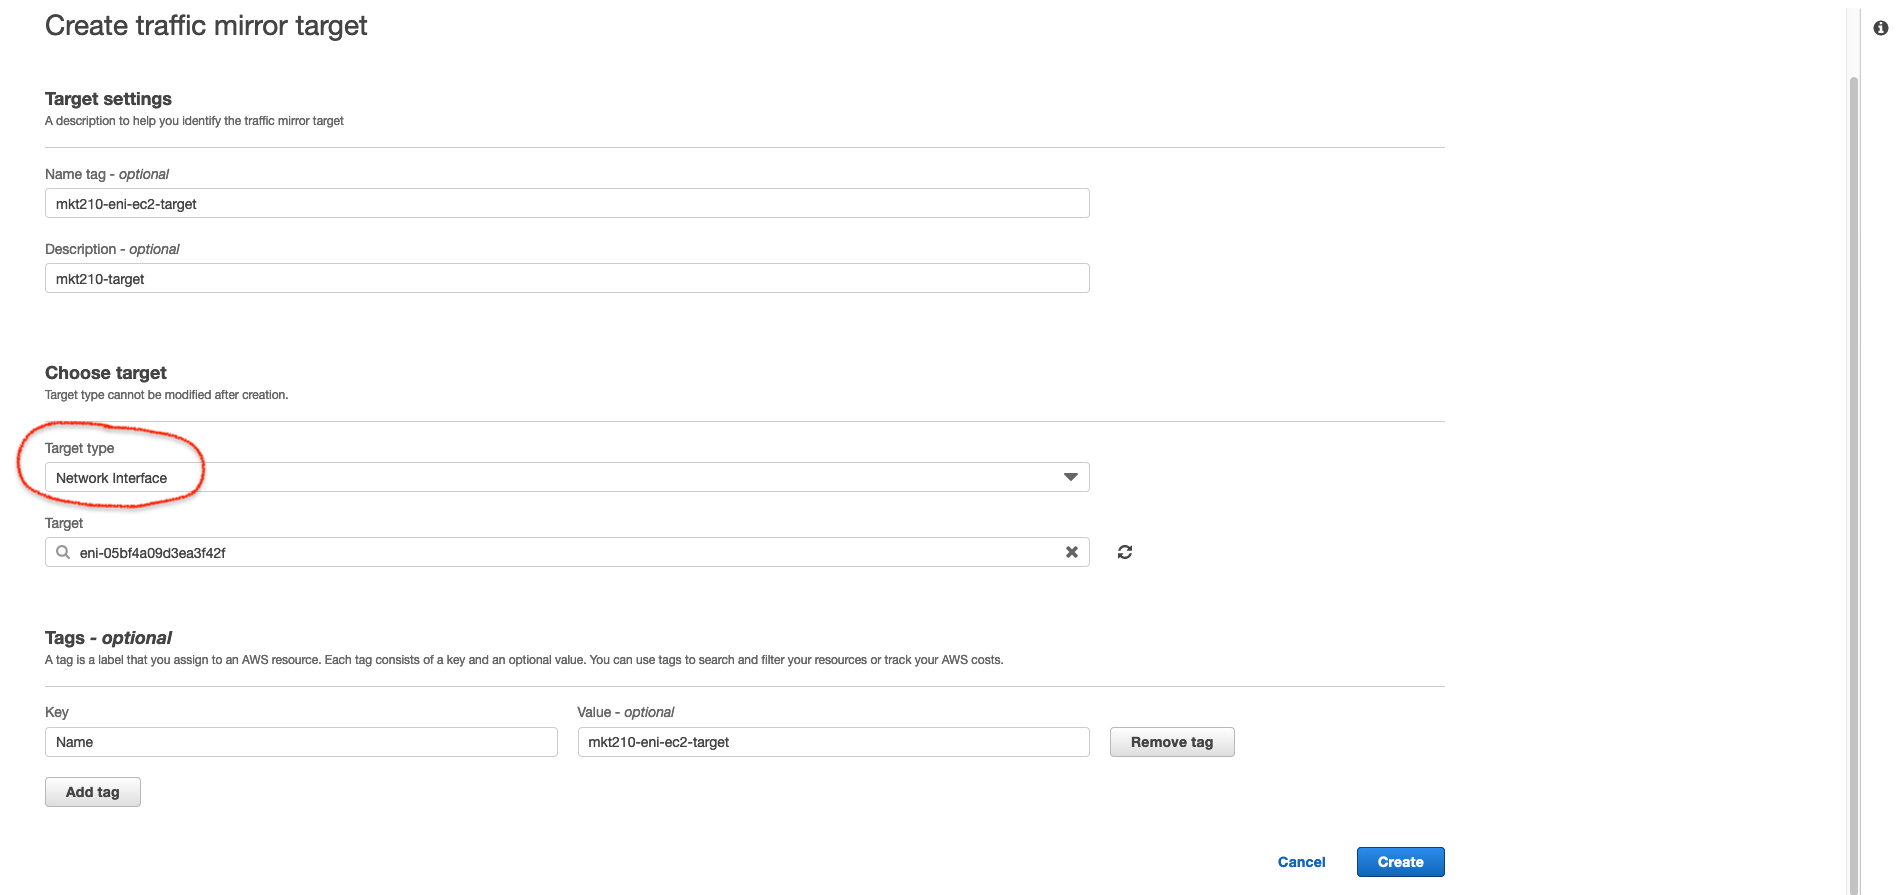 Create traffic mirror target
Target settings
A description to help you identify the traffic mirror target
Name tag - optional
mkt210-eni-ec2-target
Description - optional
mkt210-target
Choose target
Target type cannot be modified after creation.
Target type
Network Interface
Target
eni-05bf4a09d3ea3f42f
Tags - optional
A tag is a label that you assign to an AWS resource. Each tag consists of a key and an optional value. You can use tags to search and filter your resources or track your AWS costs.
Key Value - optional
Name mkt210-eni-ec2-target Remove tag
Add tag
Cancel Create